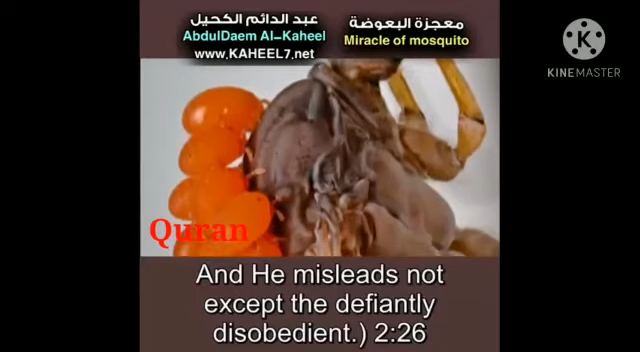 عبد الدائم الكحيل
AbdulDaem Al-Kaheel
www.KAHEEL7.net
معجزة البعوضة
Miracle of mosquito
K
KINEMASTER
Quran
And He misleads not
except the defiantly
disobedient.) 2:26